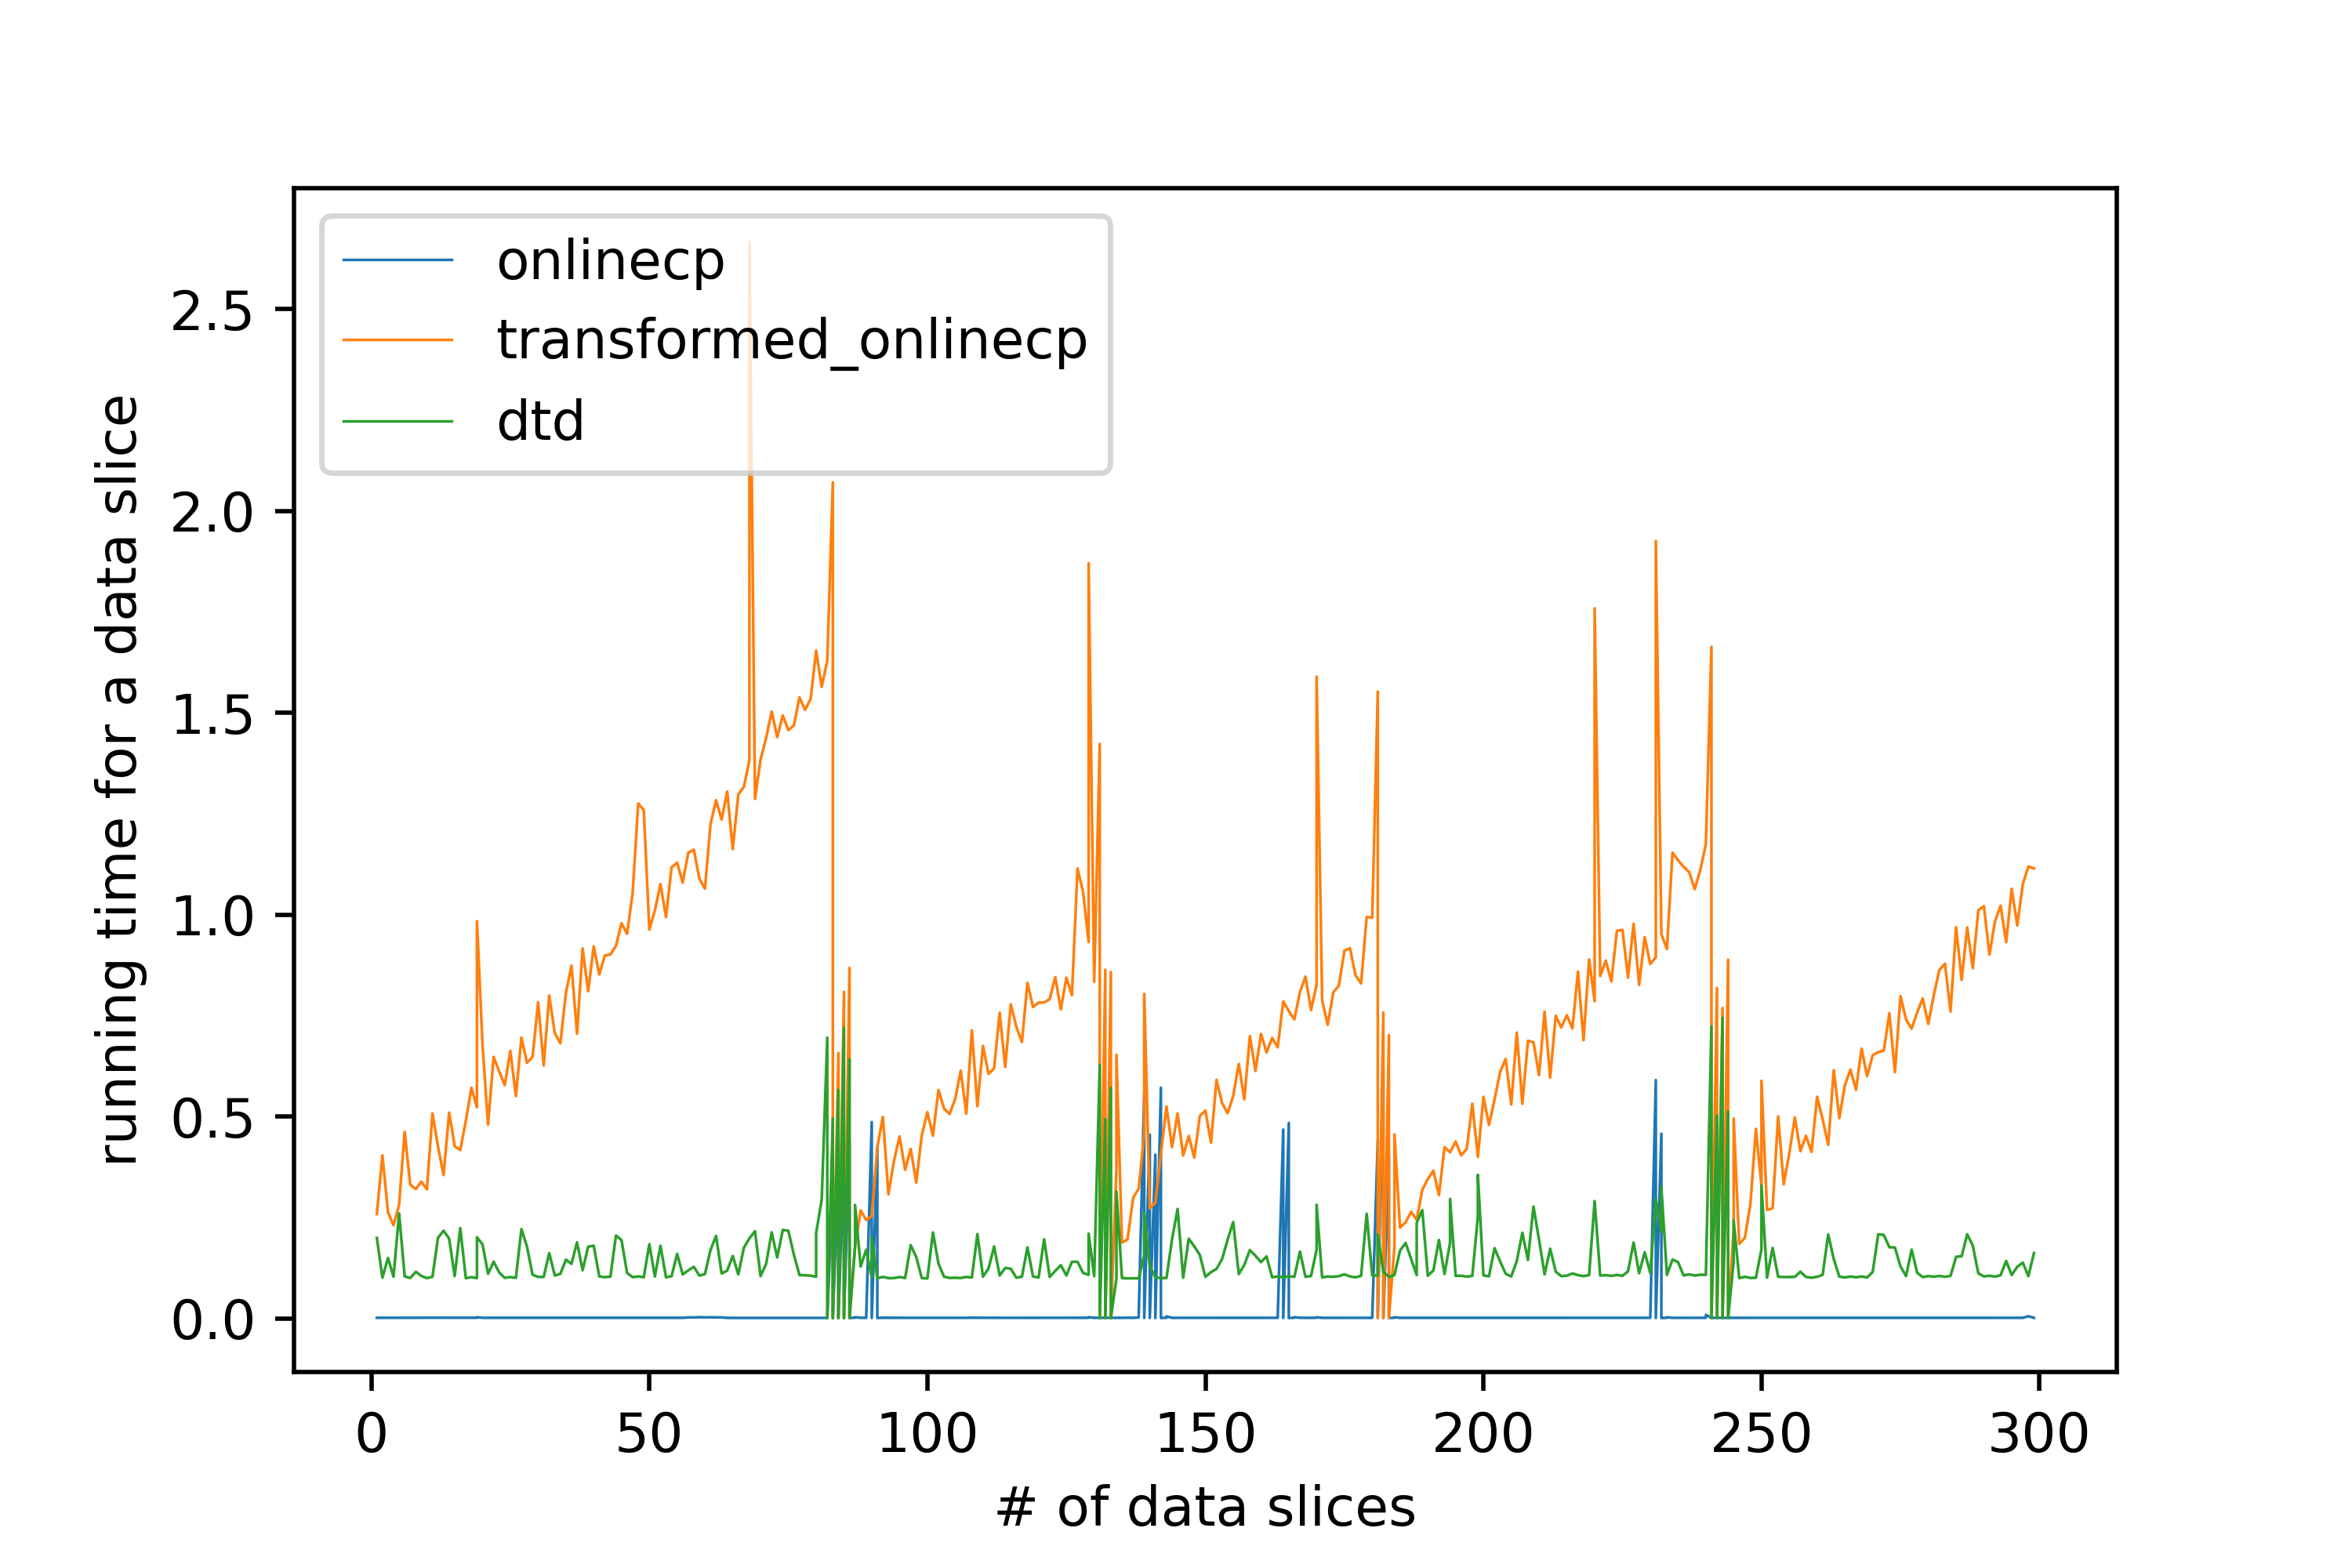 onlinecp
transformed_onlinecp
dtd
2.5
2.0
1.5
1.0
0.5
0.0
running time for a data slice
0 50 100 150 200 250 300
# of data slices